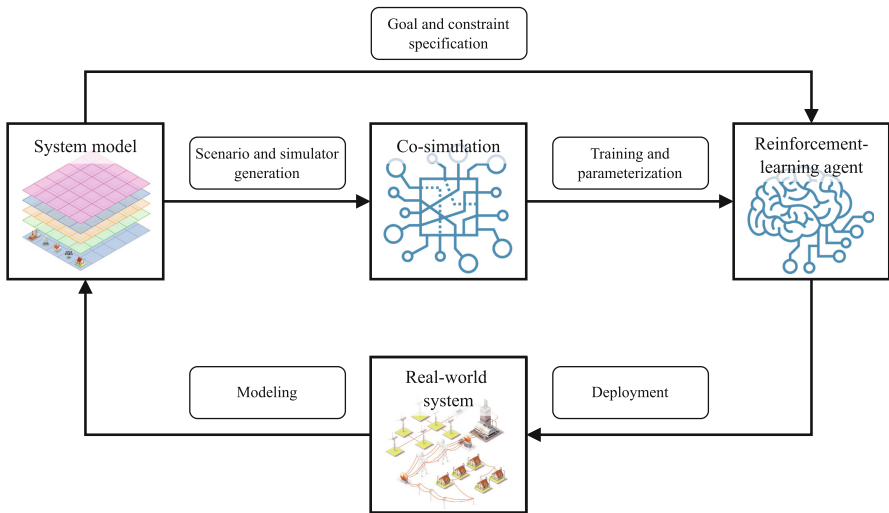 Goal and constraint
specification
System model
Scenario and simulator
generation
Co-simulation
Training and
parameterization
Reinforcement-
learning agent
Modeling
Real-world
system
Deployment